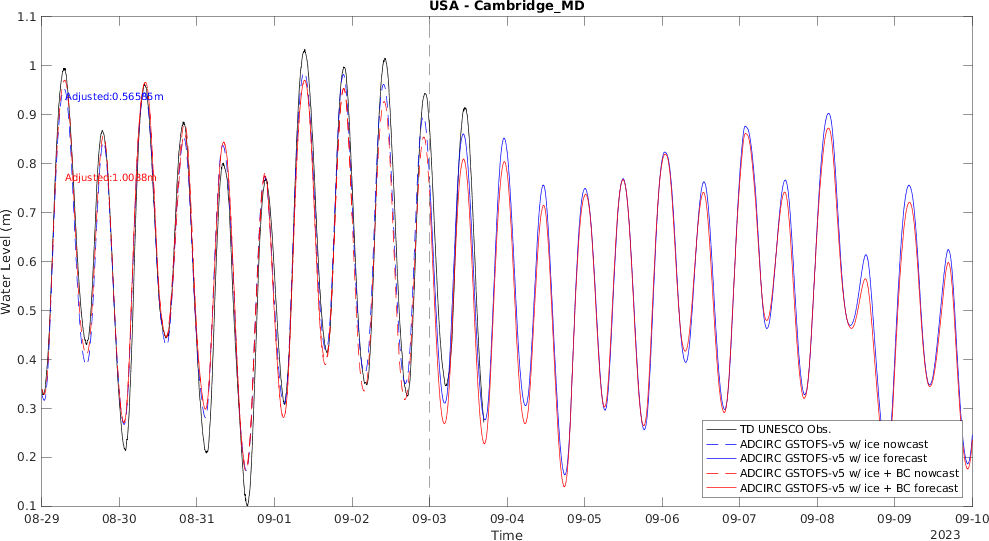 USA - Cambridge_MD
1.1
1
0.9
0.8
0.7
0.6
0.5
0.4
0.3
0.2
0.1
Water Level (m)
Adjusted:0.56585m
Adjusted:1.0038m
TD UNESCO Obs.
ADCIRC GSTOFS-v5 w/ ice nowcast
ADCIRC GSTOFS-v5 w/ ice forecast
ADCIRC GSTOFS-v5 w/ ice + BC nowcast
ADCIRC GSTOFS-v5 w/ ice + BC forecast
08-29 08-30 08-31 09-01 09-02 09-03 09-04 09-05 09-06 09-07 09-08 09-09 09-10
Time
2023